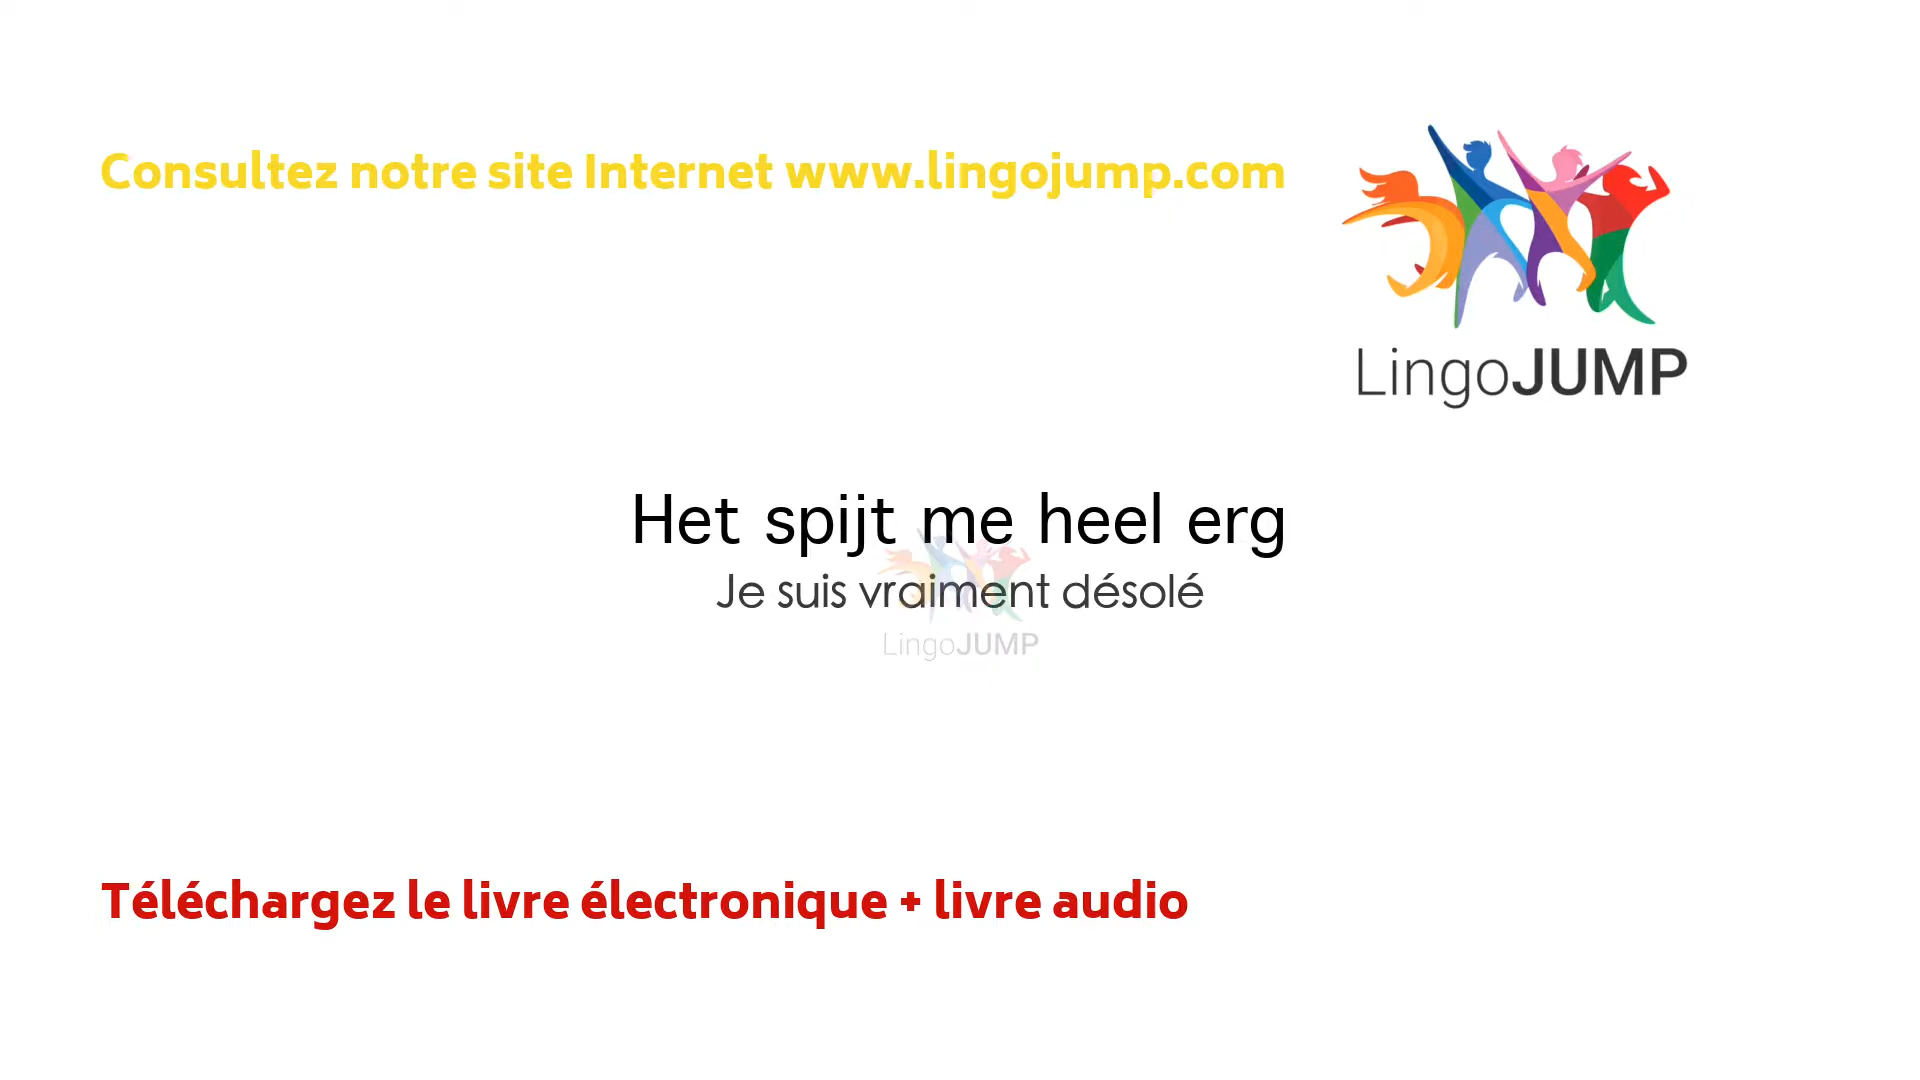 Consultez notre site Internet www.lingojump.com
LingoJUMP
Het spijt me heel erg
Je suis vraiment désolé
LingoJUMP
Téléchargez le livre électronique + livre audio